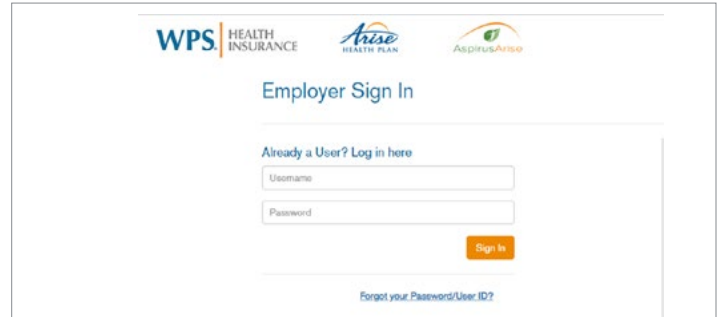 WPS. HEALTH INSURANCE
Arise HEALTH PLAN
AspirusArise
Employer Sign In
Already a User? Log in here
Username
Password
Sign In
Forgot your Password/User ID?